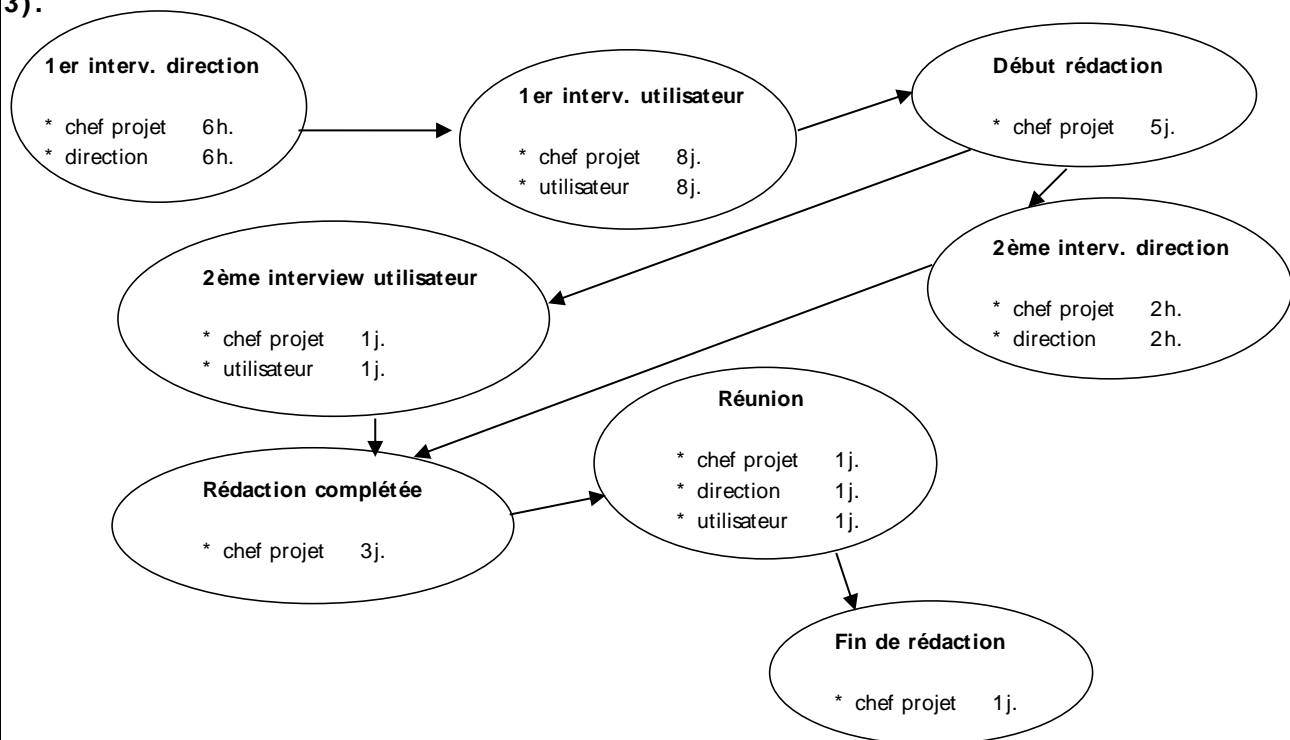 3).
1er interv. direction
* chef projet 6h.
* direction 6h.
1er interv. utilisateur
* chef projet 8j.
* utilisateur 8j.
Début rédaction
* chef projet 5j.
2ème interv. direction
* chef projet 2h.
* direction 2h.
2ème interview utilisateur
* chef projet 1j.
* utilisateur 1j.
Rédaction complétée
* chef projet 3j.
Réunion
* chef projet 1j.
* direction 1j.
* utilisateur 1j.
Fin de rédaction
* chef projet 1j.